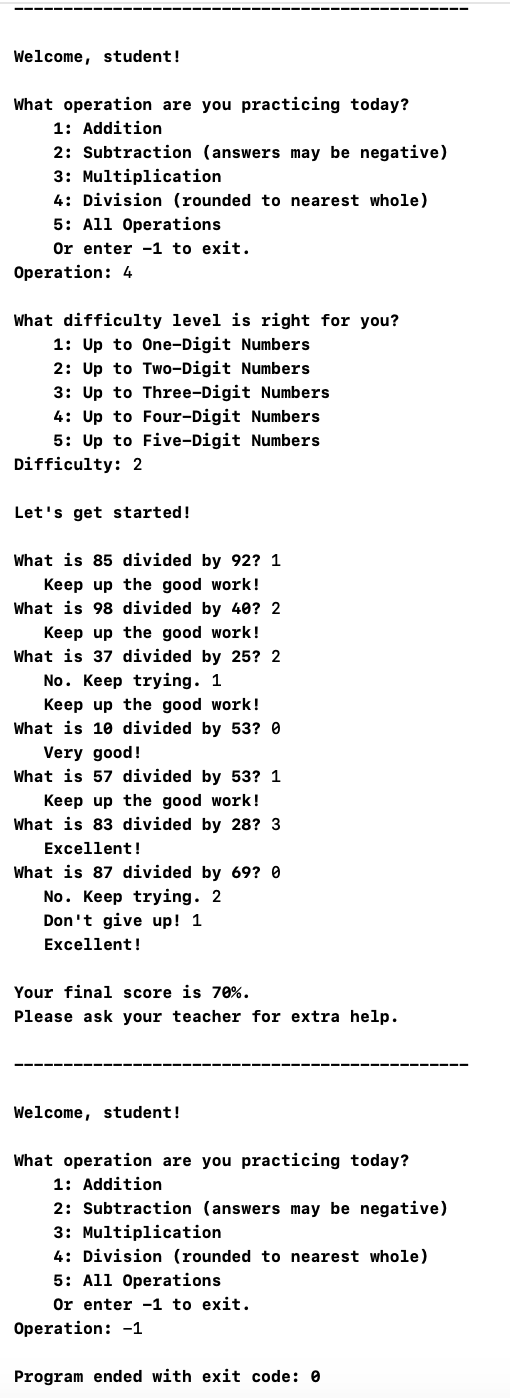 ----------------------------------------------
Welcome, student!
What operation are you practicing today?
    1: Addition
    2: Subtraction (answers may be negative)
    3: Multiplication
    4: Division (rounded to nearest whole)
    5: All Operations
    Or enter -1 to exit.
Operation: 4
What difficulty level is right for you?
    1: Up to One-Digit Numbers
    2: Up to Two-Digit Numbers
    3: Up to Three-Digit Numbers
    4: Up to Four-Digit Numbers
    5: Up to Five-Digit Numbers
Difficulty: 2
Let's get started!
What is 85 divided by 92? 1
   Keep up the good work!
What is 98 divided by 40? 2
   Keep up the good work!
What is 37 divided by 25? 2
   No. Keep trying. 1
   Keep up the good work!
What is 10 divided by 53? 0
   Very good!
What is 57 divided by 53? 1
   Keep up the good work!
What is 83 divided by 28? 3
   Excellent!
What is 87 divided by 69? 0
   No. Keep trying. 2
   Don't give up! 1
   Excellent!
Your final score is 70%.
Please ask your teacher for extra help.
----------------------------------------------
Welcome, student!
What operation are you practicing today?
    1: Addition
    2: Subtraction (answers may be negative)
    3: Multiplication
    4: Division (rounded to nearest whole)
    5: All Operations
    Or enter -1 to exit.
Operation: -1
Program ended with exit code: 0